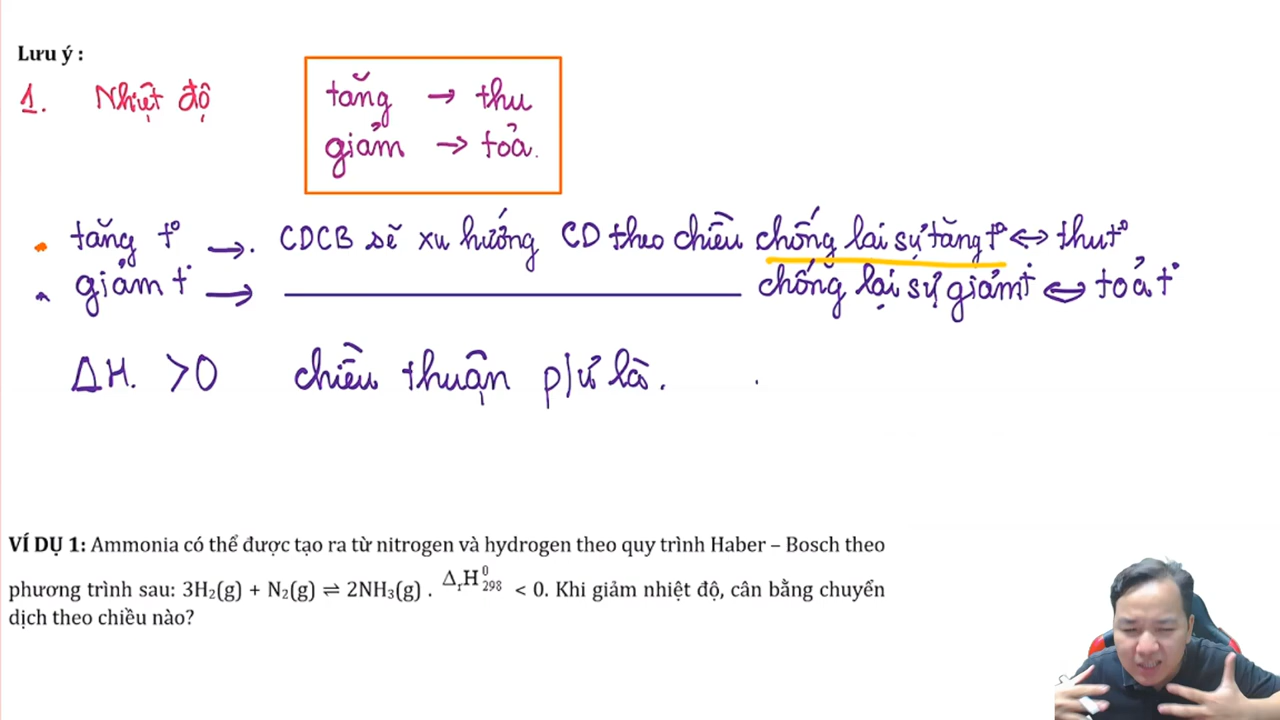 Lưu ý :
1. Nhiệt độ
tăng → thu
giảm → toả.
• tăng t° →. CDCB sẽ xu hướng CD theo chiều chống lại sự tăng t° ⇔ thu t°
• giảm t° → ———— chống lại sự giảm t° ⇔ toả t°
ΔH. >0 chiều thuận p/ư là.
VÍ DỤ 1: Ammonia có thể được tạo ra từ nitrogen và hydrogen theo quy trình Haber – Bosch theo
phương trình sau: 3H₂(g) + N₂(g) ⇌ 2NH₃(g) . ΔᵣH⁰₂₉₈ < 0. Khi giảm nhiệt độ, cân bằng chuyển
dịch theo chiều nào?